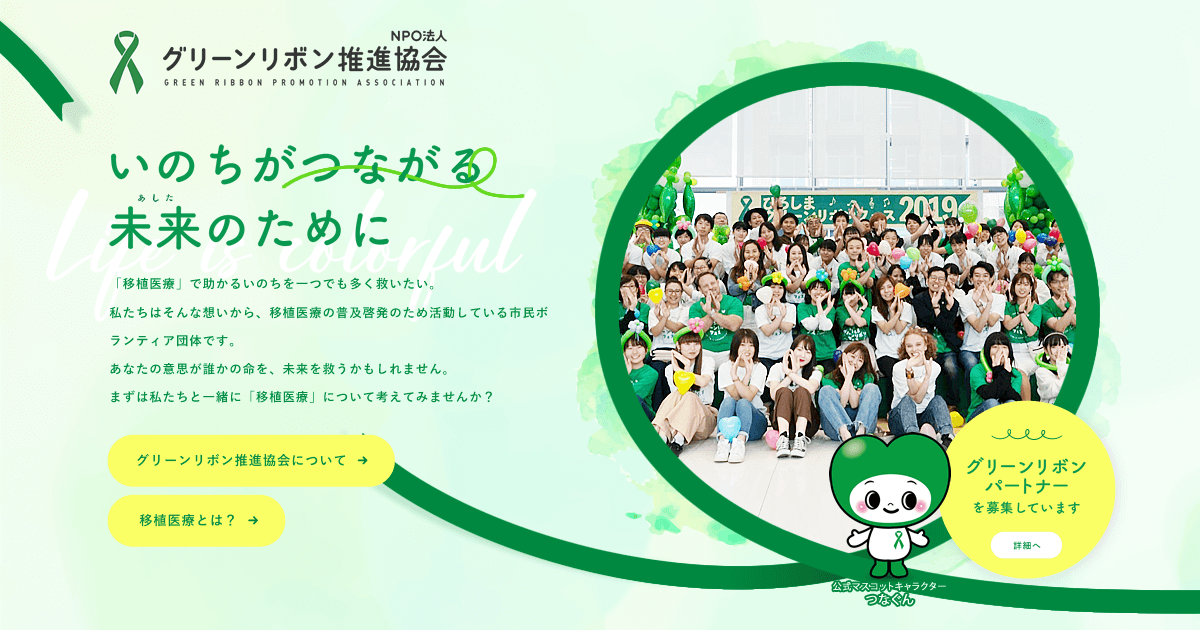 NPO法人
グリーンリボン推進協会
GREEN RIBBON PROMOTION ASSOCIATION
いのちがつながる
あした
未来のために
Life is colorful
「移植医療」で助かるいのちを一つでも多く救いたい。
私たちはそんな想いから、移植医療の普及啓発のため活動している市民ボ
ランティア団体です。
あなたの意思が誰かの命を、未来を救うかもしれません。
まずは私たちと一緒に「移植医療」について考えてみませんか？
グリーンリボン推進協会について →
移植医療とは？ →
ひろしま
2019
グリーンリボン
パートナー
を募集しています
詳細へ
公式マスコットキャラクター
つなぐん